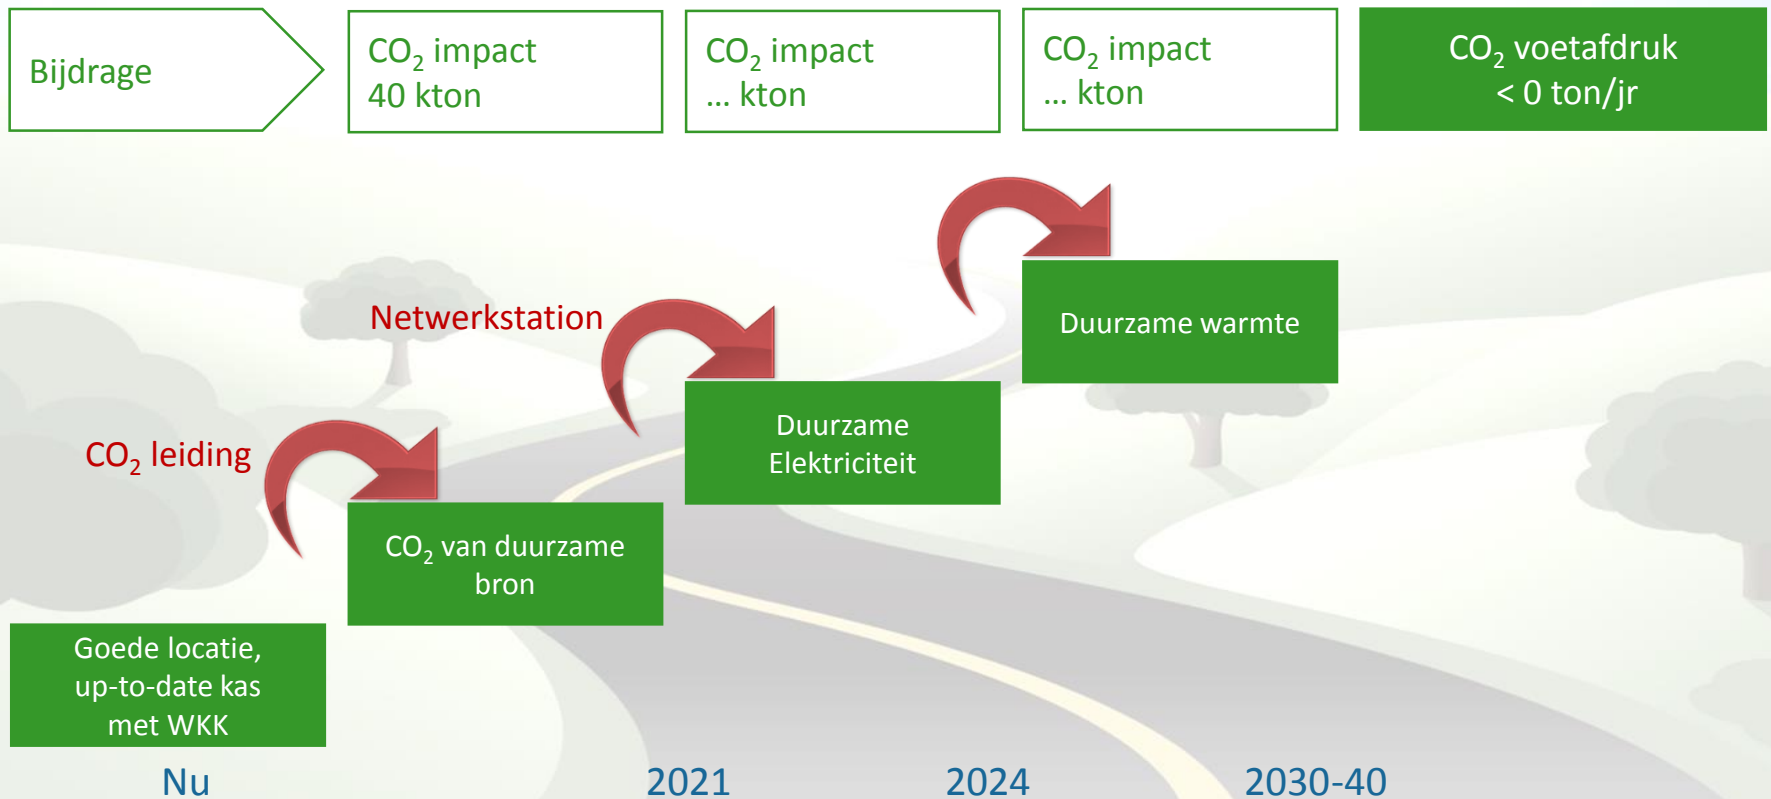 Bijdrage
CO₂ impact
40 kton
CO₂ impact
... kton
CO₂ impact
... kton
CO₂ voetafdruk
< 0 ton/jr
Duurzame warmte
Netwerkstation
Duurzame
Elektriciteit
CO₂ leiding
CO₂ van duurzame
bron
Goede locatie,
up-to-date kas
met WKK
Nu
2021
2024
2030-40